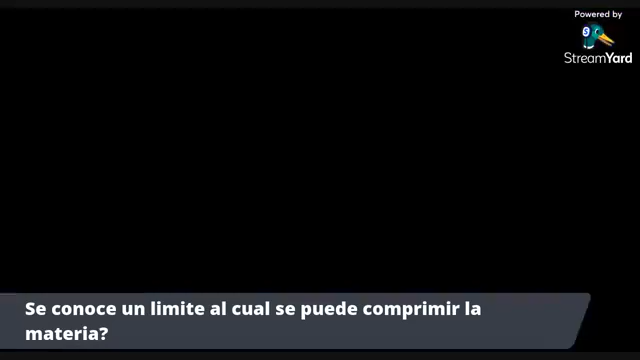 Powered by
StreamYard
Se conoce un limite al cual se puede comprimir la
materia?